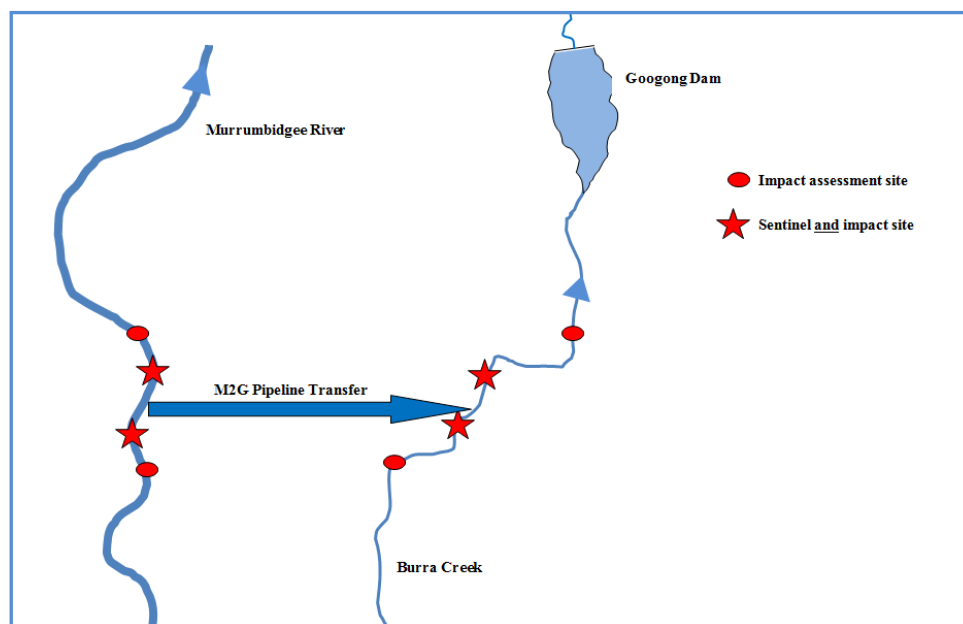 Googong Dam
Murrumbidgee River
Impact assessment site
Sentinel and impact site
M2G Pipeline Transfer
Burra Creek